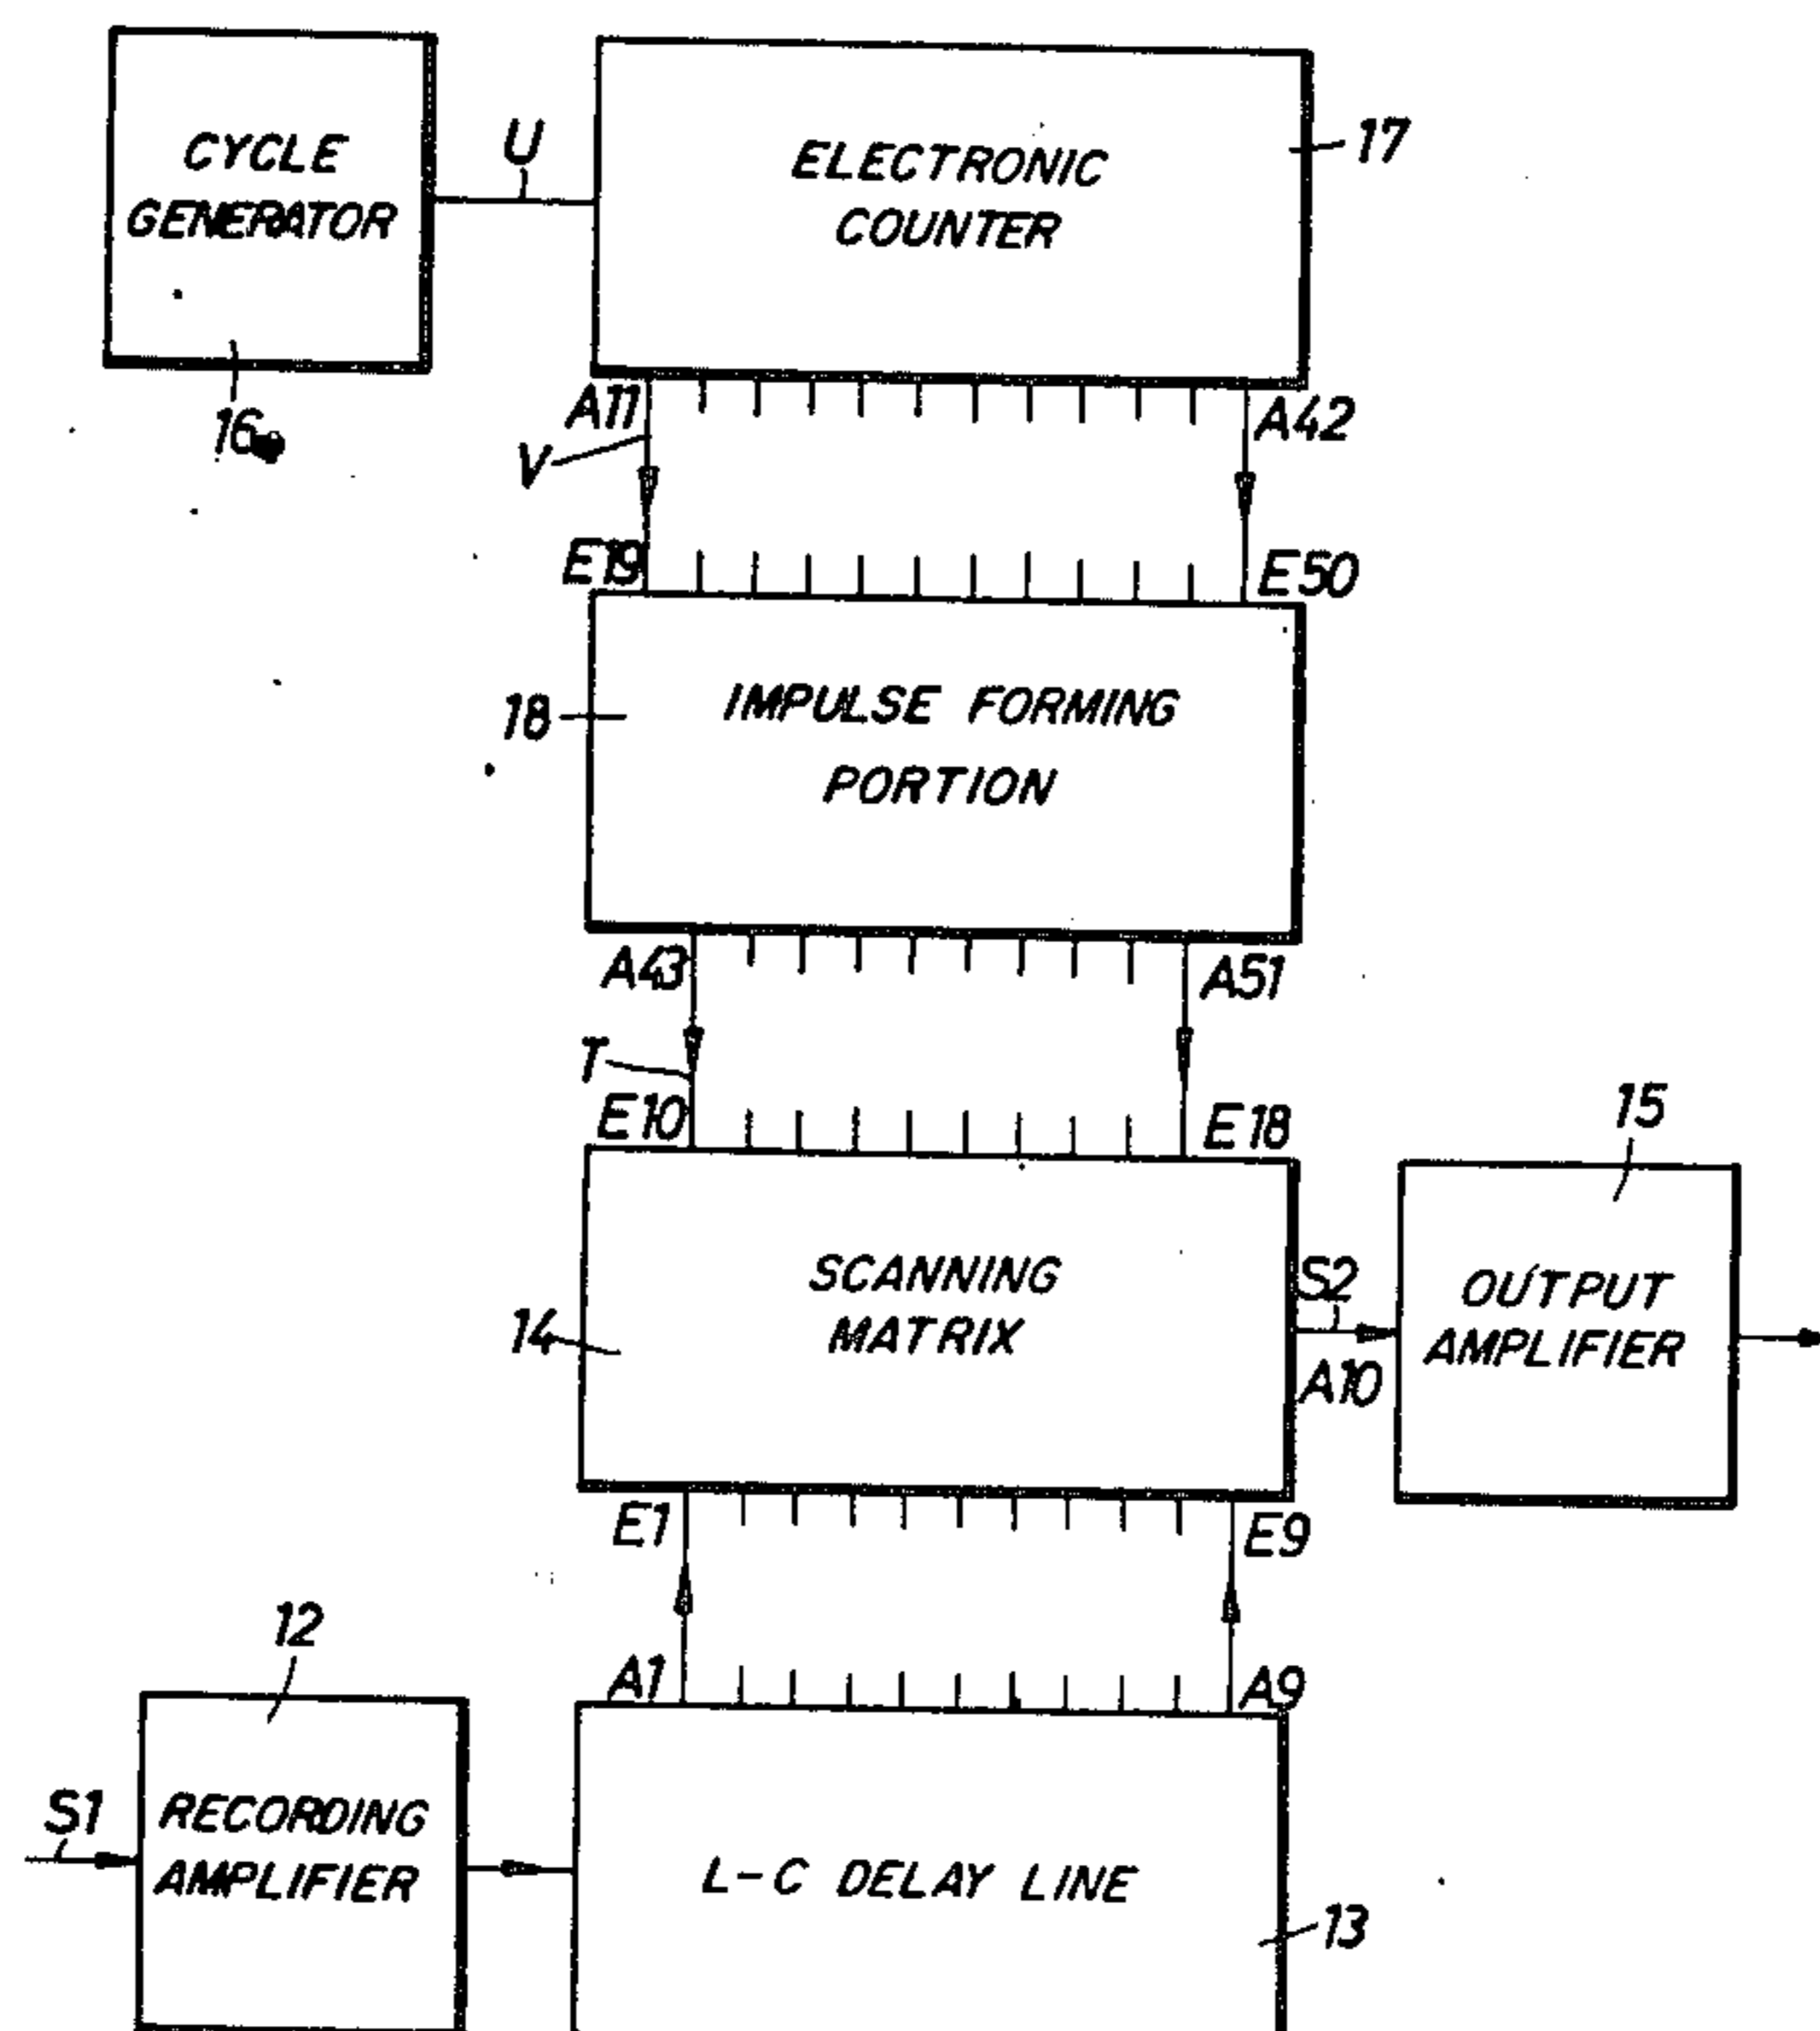 CYCLE
GENERATOR
16
U
ELECTRONIC
COUNTER
17
A11
A42
V
E19
E50
18
IMPULSE FORMING
PORTION
A43
A51
T
E10
E18
15
14
SCANNING
MATRIX
S2
A10
OUTPUT
AMPLIFIER
E1
E9
12
A1
A9
S1
RECORDING
AMPLIFIER
L-C DELAY LINE
13